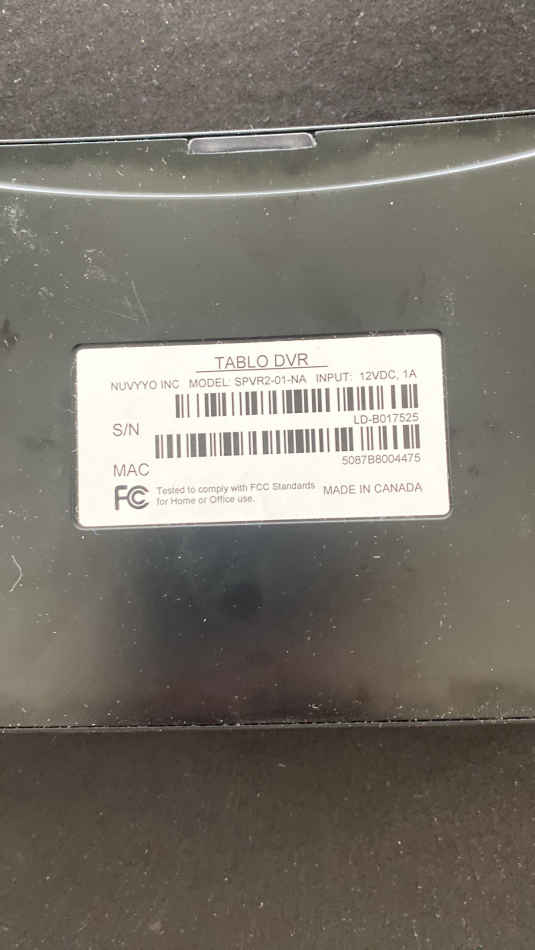 TABLO DVR
NUVYYO INC MODEL: SPVR2-01-NA INPUT: 12VDC, 1A
S/N
LD-B017525
MAC
5087B8004475
FC Tested to comply with FCC Standards
for Home or Office use.
MADE IN CANADA